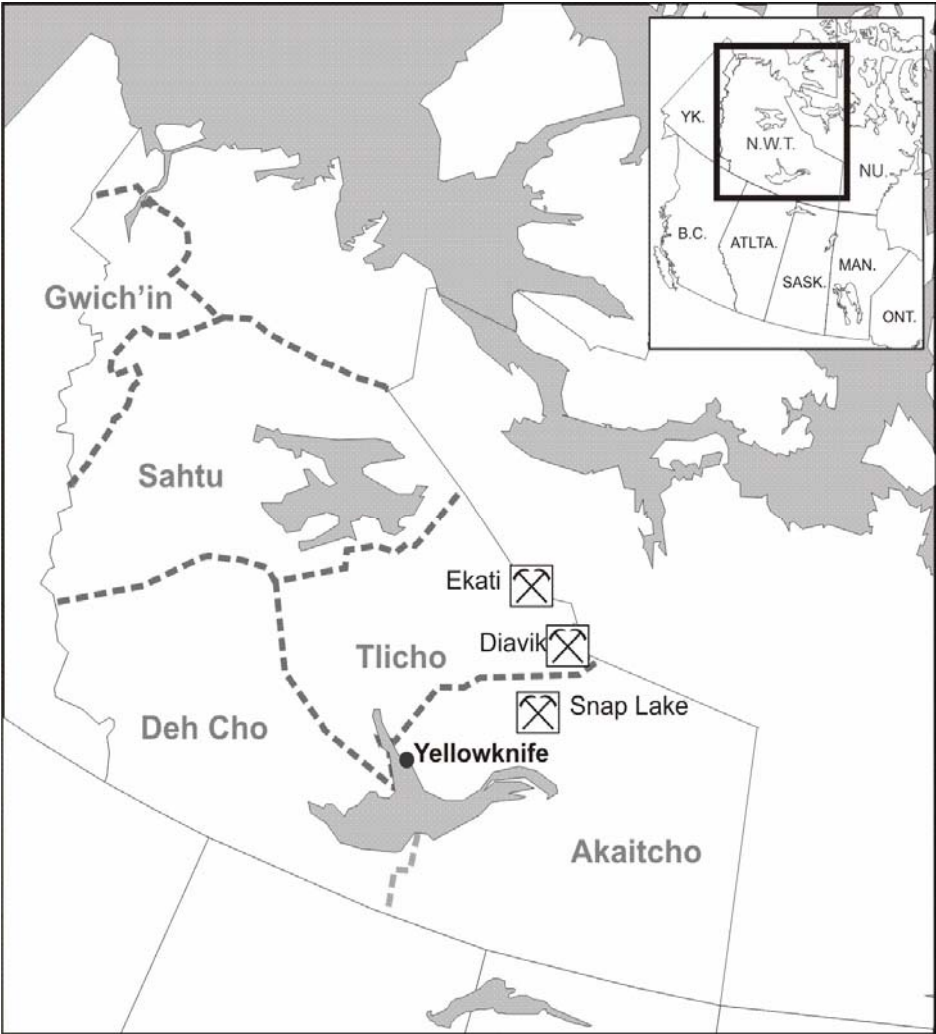 YK.
N.W.T.
NU.
B.C.
ATLTA.
SASK.
MAN.
ONT.
Gwich’in
Sahtu
Ekati
Diavik
Tlicho
Snap Lake
Deh Cho
Yellowknife
Akaitcho